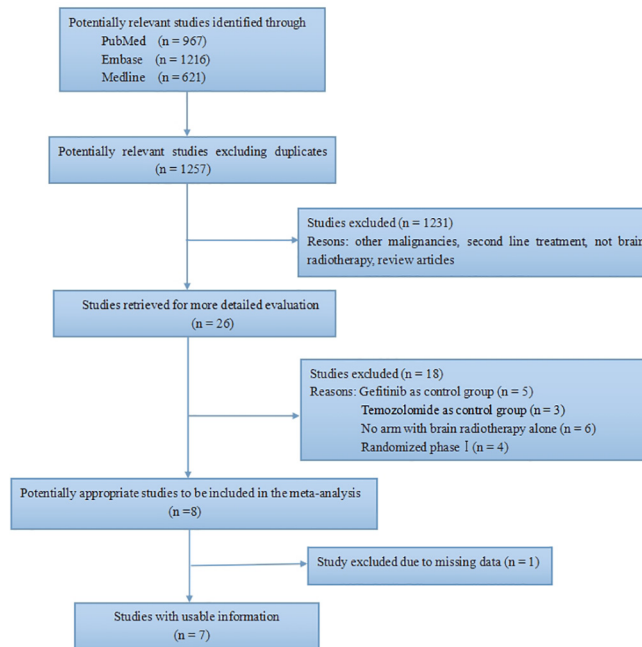 Potentially relevant studies identified through
PubMed (n = 967)
Embase (n = 1216)
Medline (n = 621)
Potentially relevant studies excluding duplicates
(n = 1257)
Studies excluded (n = 1231)
Resons: other malignancies, second line treatment, not brain
radiotherapy, review articles
Studies retrieved for more detailed evaluation
(n = 26)
Studies excluded (n = 18)
Reasons: Gefitinib as control group (n = 5)
Temozolomide as control group (n = 3)
No arm with brain radiotherapy alone (n = 6)
Randomized phase Ⅰ (n = 4)
Potentially appropriate studies to be included in the meta-analysis
(n =8)
Study excluded due to missing data (n = 1)
Studies with usable information
(n = 7)